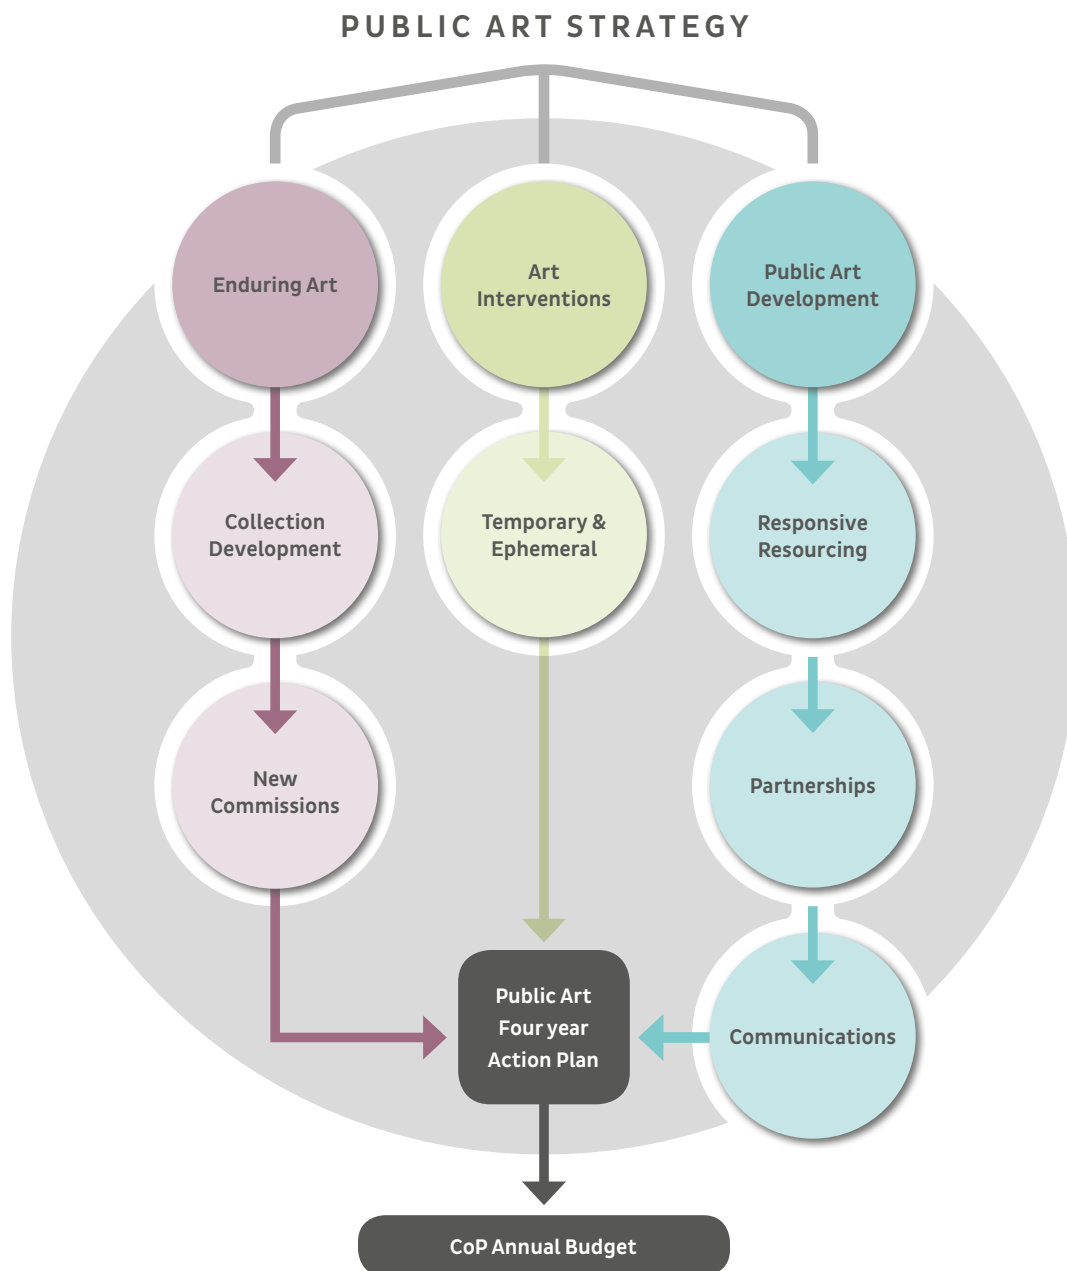 PUBLIC ART STRATEGY
Enduring Art
Art
Interventions
Public Art
Development
Collection
Development
Temporary &
Ephemeral
Responsive
Resourcing
New
Commissions
Partnerships
Public Art
Four year
Action Plan
Communications
CoP Annual Budget